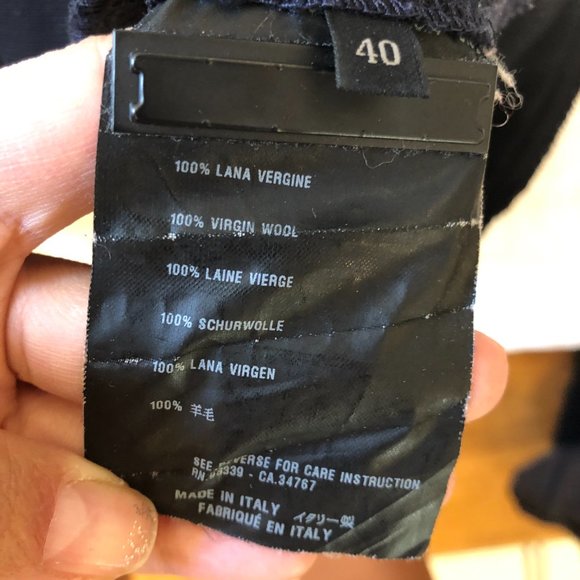 40
100% LANA VERGINE
100% VIRGIN WOOL
100% LAINE VIERGE
100% SCHURWOLLE
100% LANA VIRGEN
100% 羊毛
SEE REVERSE FOR CARE INSTRUCTION
CA.34767
MADE IN ITALY イタリー製
FABRIQUÉ EN ITALY